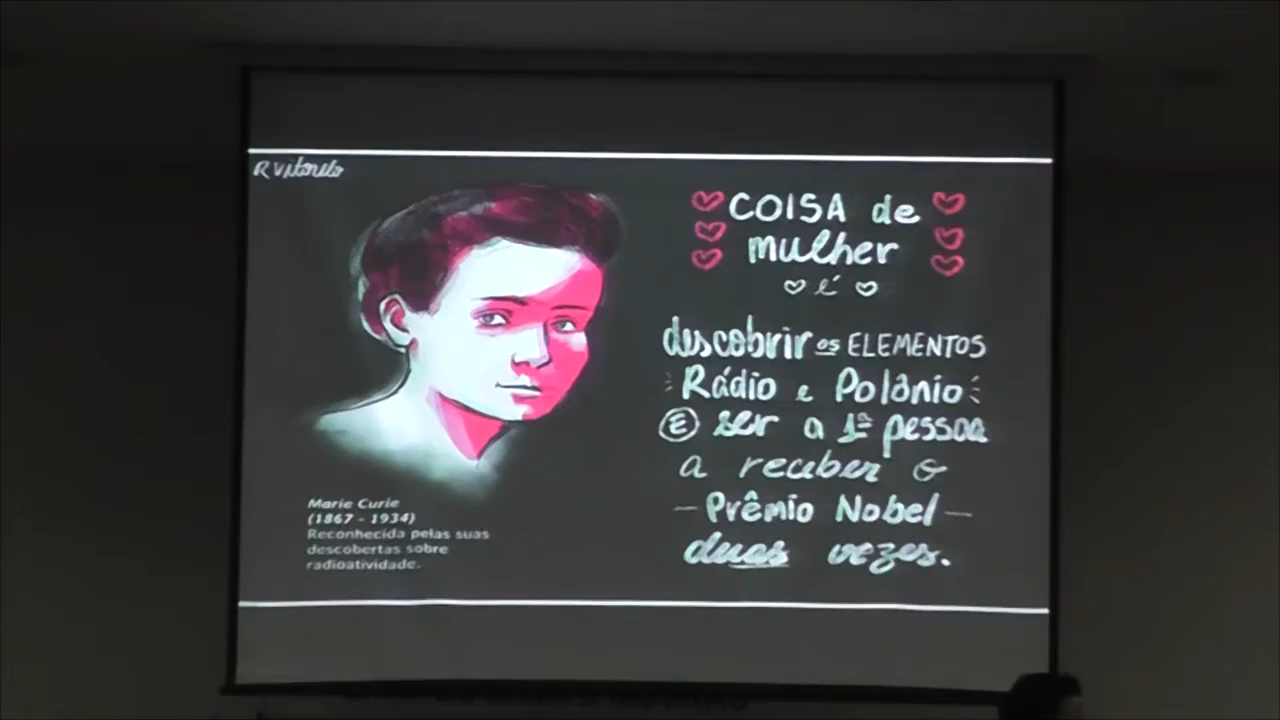 R Vitorelo
COISA de
mulher
é
descobrir os ELEMENTOS
Rádio e Polônio
E ser a 1ª pessoa
a receber o
Prêmio Nobel
duas vezes.
Marie Curie
(1867 - 1934)
Reconhecida pelas suas
descobertas sobre
radioatividade.